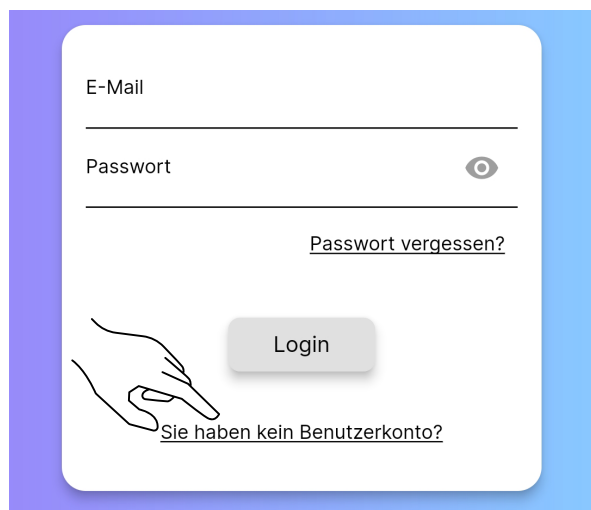 E-Mail
Passwort
Passwort vergessen?
Login
Sie haben kein Benutzerkonto?